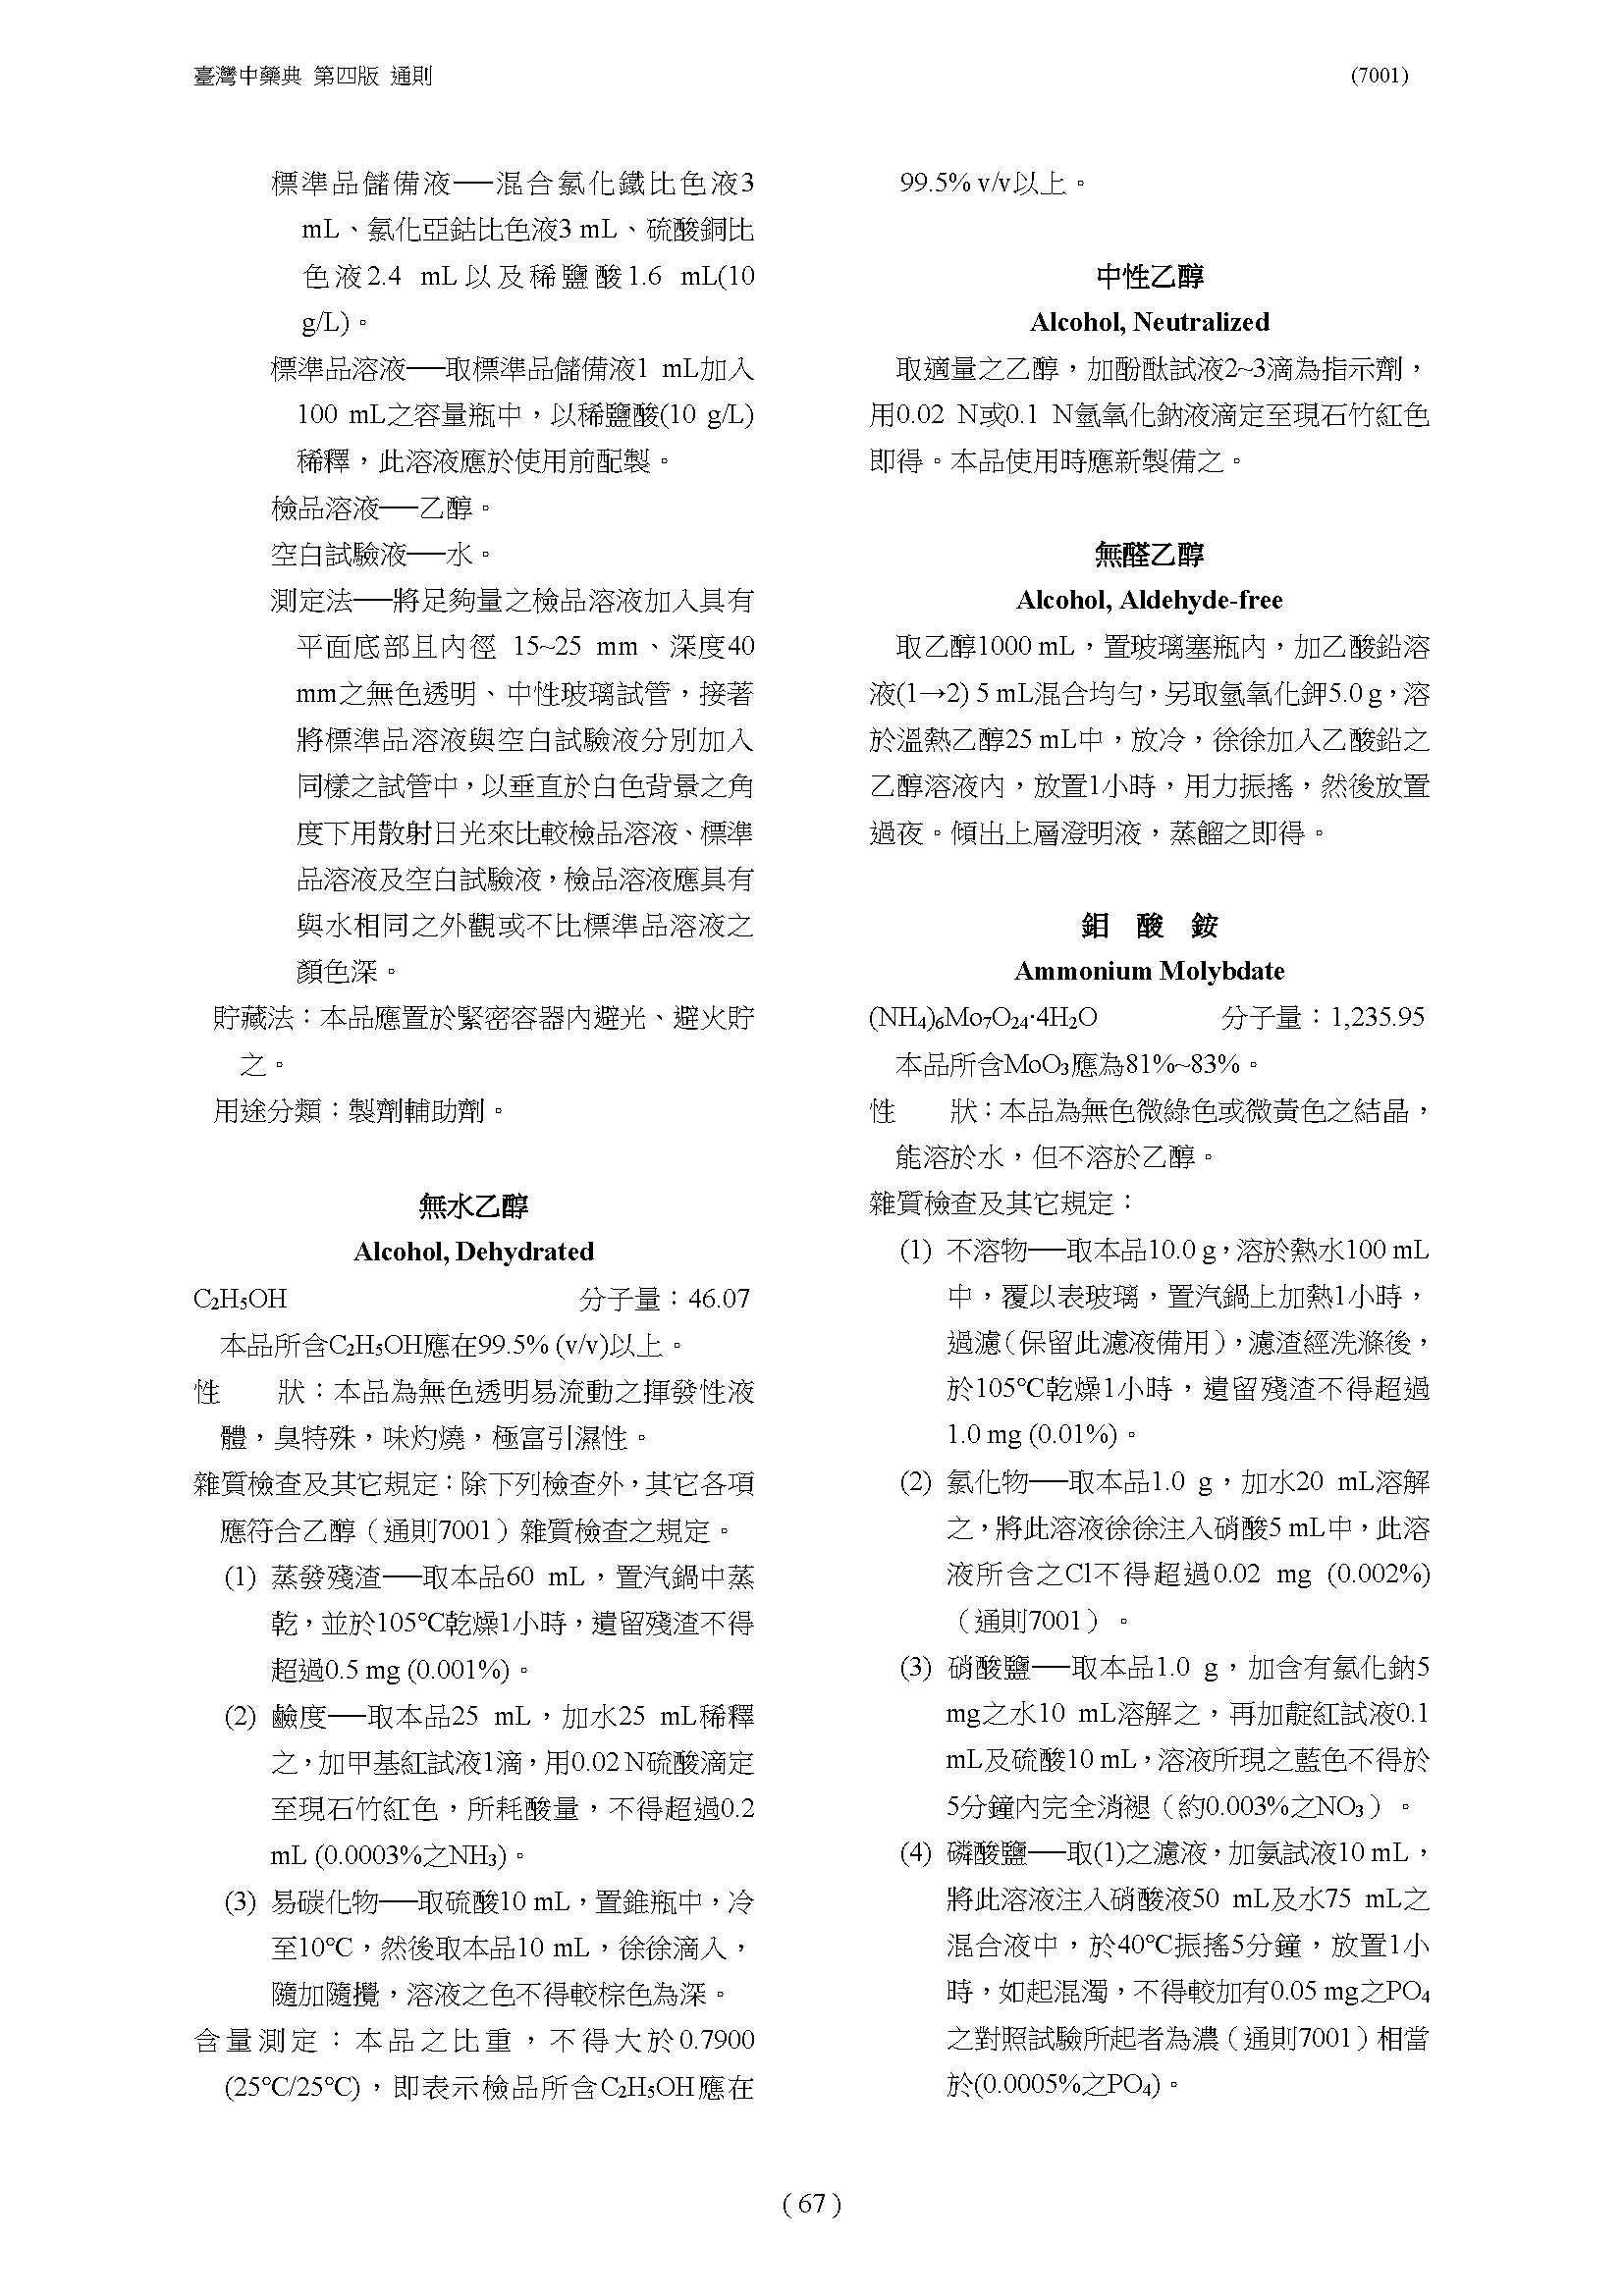 臺灣中藥典 第四版 通則
(7001)
標準品儲備液──混合氯化鐵比色液3
mL、氯化亞鈷比色液3 mL、硫酸銅比
色液2.4 mL以及稀鹽酸1.6 mL(10
g/L)。
標準品溶液──取標準品儲備液1 mL加入
100 mL之容量瓶中，以稀鹽酸(10 g/L)
稀釋，此溶液應於使用前配製。
檢品溶液──乙醇。
空白試驗液──水。
測定法──將足夠量之檢品溶液加入具有
平面底部且內徑 15~25 mm、深度40
mm之無色透明、中性玻璃試管，接著
將標準品溶液與空白試驗液分別加入
同樣之試管中，以垂直於白色背景之角
度下用散射日光來比較檢品溶液、標準
品溶液及空白試驗液，檢品溶液應具有
與水相同之外觀或不比標準品溶液之
顏色深。
貯藏法：本品應置於緊密容器內避光、避火貯
之。
用途分類：製劑輔助劑。
無水乙醇
Alcohol, Dehydrated
C₂H₅OH 分子量：46.07
本品所含C₂H₅OH應在99.5% (v/v)以上。
性　　狀：本品為無色透明易流動之揮發性液
體，臭特殊，味灼燒，極富引濕性。
雜質檢查及其它規定：除下列檢查外，其它各項
應符合乙醇（通則7001）雜質檢查之規定。
(1) 蒸發殘渣──取本品60 mL，置汽鍋中蒸
乾，並於105℃乾燥1小時，遺留殘渣不得
超過0.5 mg (0.001%)。
(2) 鹼度──取本品25 mL，加水25 mL稀釋
之，加甲基紅試液1滴，用0.02 N硫酸滴定
至現石竹紅色，所耗酸量，不得超過0.2
mL (0.0003%之NH₃)。
(3) 易碳化物──取硫酸10 mL，置錐瓶中，冷
至10℃，然後取本品10 mL，徐徐滴入，
隨加隨攪，溶液之色不得較棕色為深。
含量測定：本品之比重，不得大於0.7900
(25℃/25℃)，即表示檢品所含C₂H₅OH應在
99.5% v/v以上。
中性乙醇
Alcohol, Neutralized
取適量之乙醇，加酚酞試液2~3滴為指示劑，
用0.02 N或0.1 N氫氧化鈉液滴定至現石竹紅色
即得。本品使用時應新製備之。
無醛乙醇
Alcohol, Aldehyde-free
取乙醇1000 mL，置玻璃塞瓶內，加乙酸鉛溶
液(1→2) 5 mL混合均勻，另取氫氧化鉀5.0 g，溶
於溫熱乙醇25 mL中，放冷，徐徐加入乙酸鉛之
乙醇溶液內，放置1小時，用力振搖，然後放置
過夜。傾出上層澄明液，蒸餾之即得。
鉬　酸　銨
Ammonium Molybdate
(NH₄)₆Mo₇O₂₄·4H₂O 分子量：1,235.95
本品所含MoO₃應為81%~83%。
性　　狀：本品為無色微綠色或微黃色之結晶，
能溶於水，但不溶於乙醇。
雜質檢查及其它規定：
(1) 不溶物──取本品10.0 g，溶於熱水100 mL
中，覆以表玻璃，置汽鍋上加熱1小時，
過濾（保留此濾液備用），濾渣經洗滌後，
於105℃乾燥1小時，遺留殘渣不得超過
1.0 mg (0.01%)。
(2) 氯化物──取本品1.0 g，加水20 mL溶解
之，將此溶液徐徐注入硝酸5 mL中，此溶
液所含之Cl不得超過0.02 mg (0.002%)
（通則7001）。
(3) 硝酸鹽──取本品1.0 g，加含有氯化鈉5
mg之水10 mL溶解之，再加靛紅試液0.1
mL及硫酸10 mL，溶液所現之藍色不得於
5分鐘內完全消褪（約0.003%之NO₃）。
(4) 磷酸鹽──取(1)之濾液，加氨試液10 mL，
將此溶液注入硝酸液50 mL及水75 mL之
混合液中，於40℃振搖5分鐘，放置1小
時，如起混濁，不得較加有0.05 mg之PO₄
之對照試驗所起者為濃（通則7001）相當
於(0.0005%之PO₄)。
( 67 )